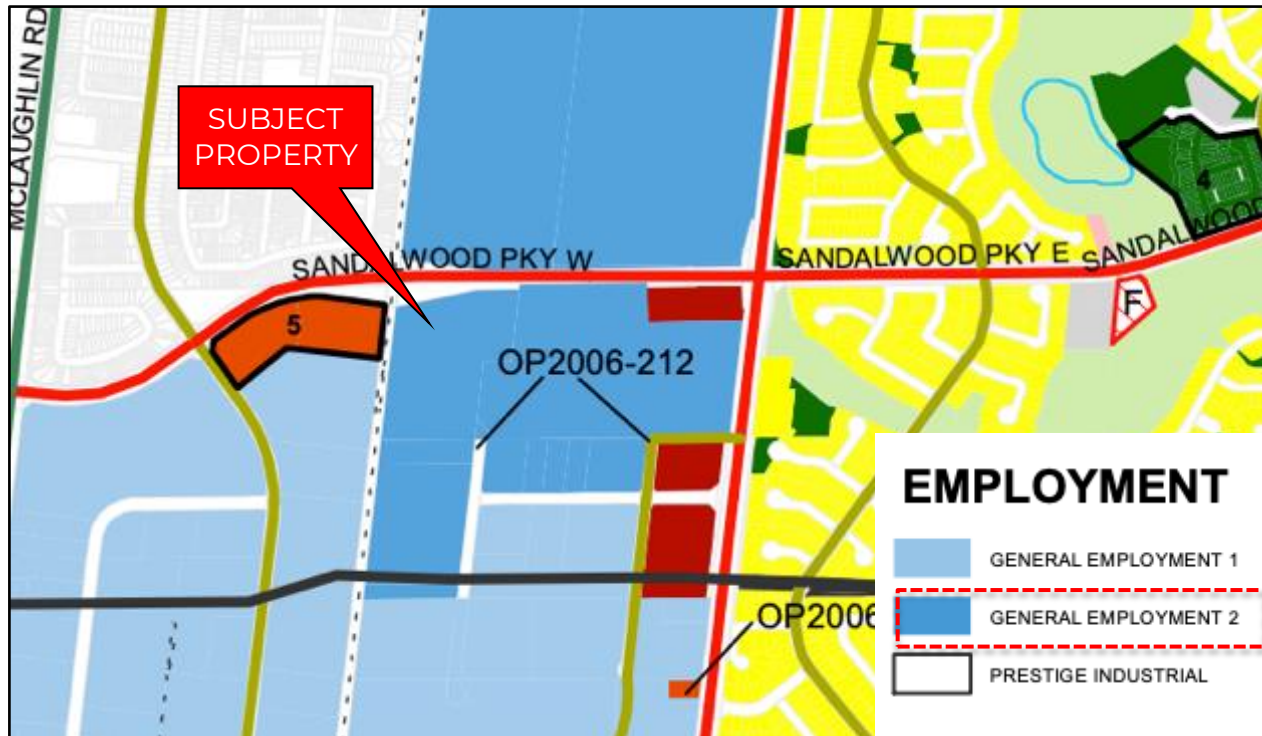 MCLAUGHLIN RD
SUBJECT
PROPERTY
SANDALWOOD PKY W
SANDALWOOD PKY E
SANDALWOOD
4
F
5
OP2006-212
OP2006
EMPLOYMENT
GENERAL EMPLOYMENT 1
GENERAL EMPLOYMENT 2
PRESTIGE INDUSTRIAL